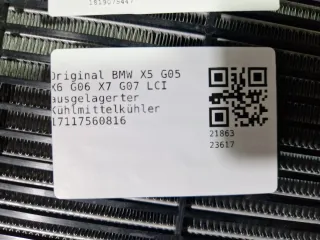 Original BMW X5 G05
X6 G06 X7 G07 LCI
ausgelagerter
Kühlmittelkühler
17117560816
21863
23617